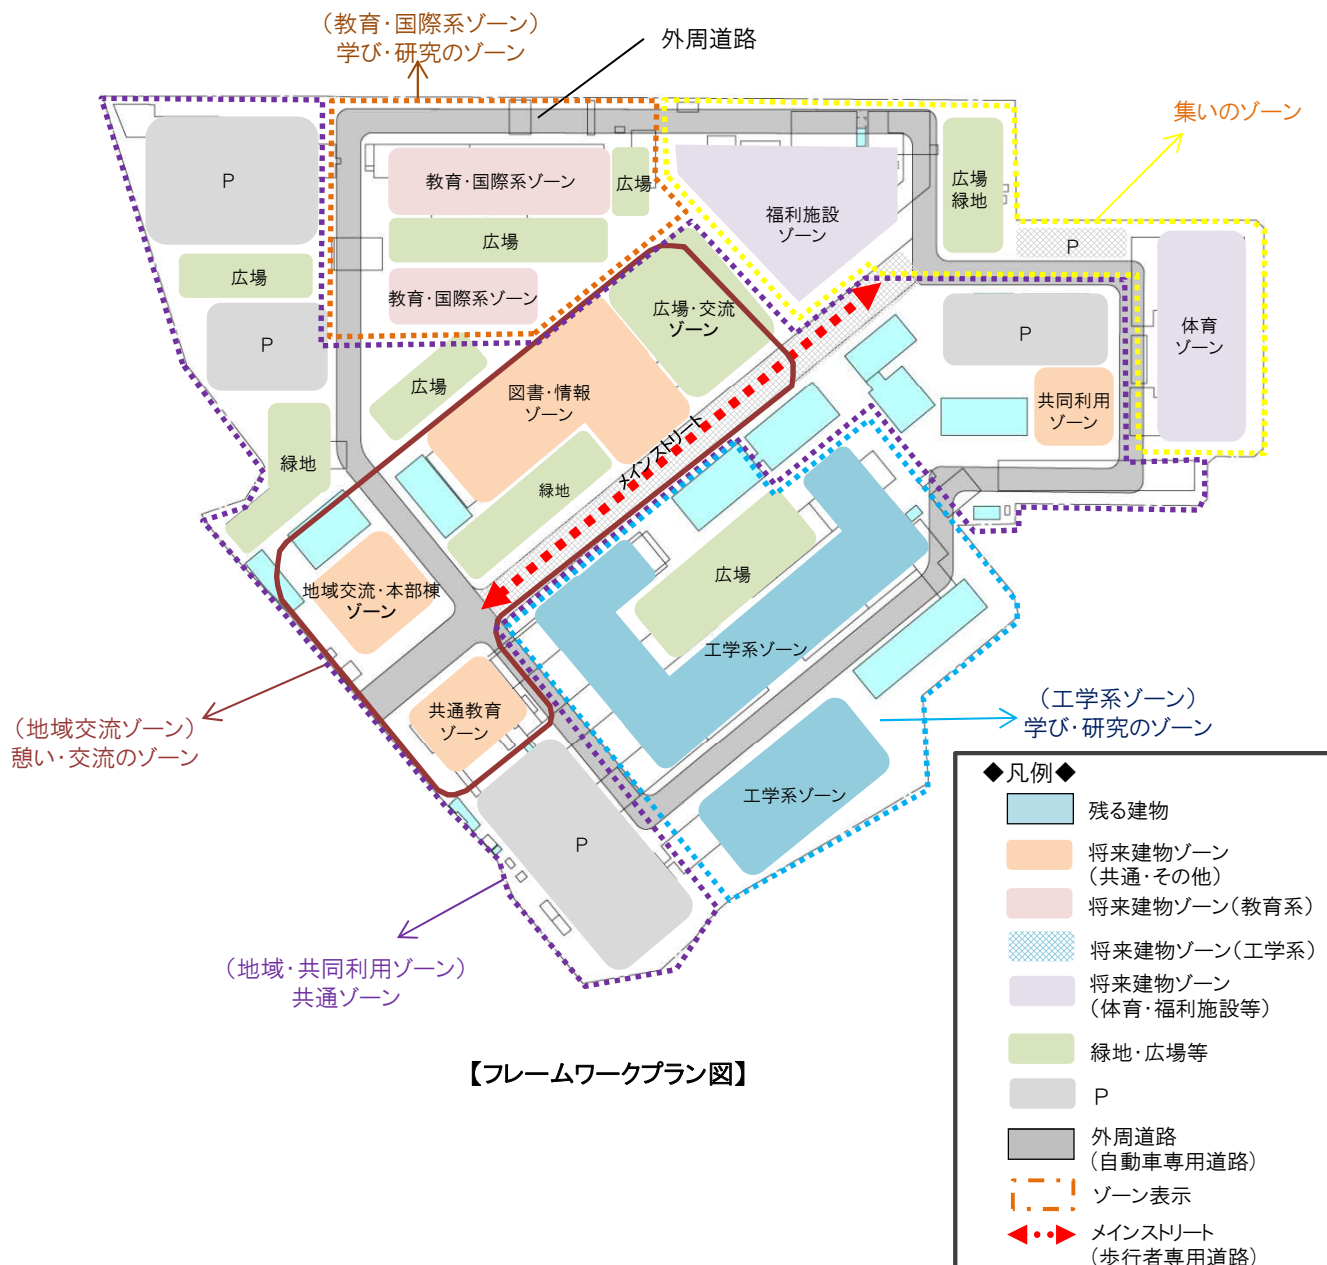 （教育・国際系ゾーン）
学び・研究のゾーン
外周道路
集いのゾーン
P
教育・国際系ゾーン
広場
広場
緑地
福利施設
ゾーン
広場
P
広場
教育・国際系ゾーン
広場・交流
ゾーン
P
P
体育
ゾーン
広場
図書・情報
ゾーン
共同利用
ゾーン
メインストリート
緑地
緑地
広場
地域交流・本部棟
ゾーン
工学系ゾーン
（地域交流ゾーン）
憩い・交流のゾーン
共通教育
ゾーン
（工学系ゾーン）
学び・研究のゾーン
工学系ゾーン
P
（地域・共同利用ゾーン）
共通ゾーン
【フレームワークプラン図】
◆凡例◆
残る建物
将来建物ゾーン
（共通・その他）
将来建物ゾーン（教育系）
将来建物ゾーン（工学系）
将来建物ゾーン
（体育・福利施設等）
緑地・広場等
P
外周道路
（自動車専用道路）
ゾーン表示
メインストリート
（歩行者専用道路）